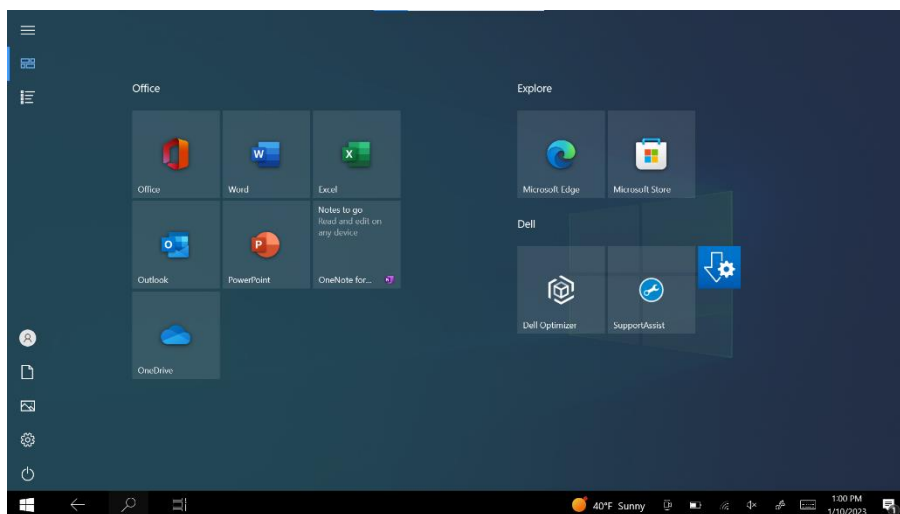 Office
Explore
Office
Word
Excel
Microsoft Edge
Microsoft Store
Notes to go
Read and edit on
any device
Dell
Outlook
PowerPoint
OneNote for...
Dell Optimizer
SupportAssist
OneDrive
40°F Sunny
1:00 PM
1/10/2023
1